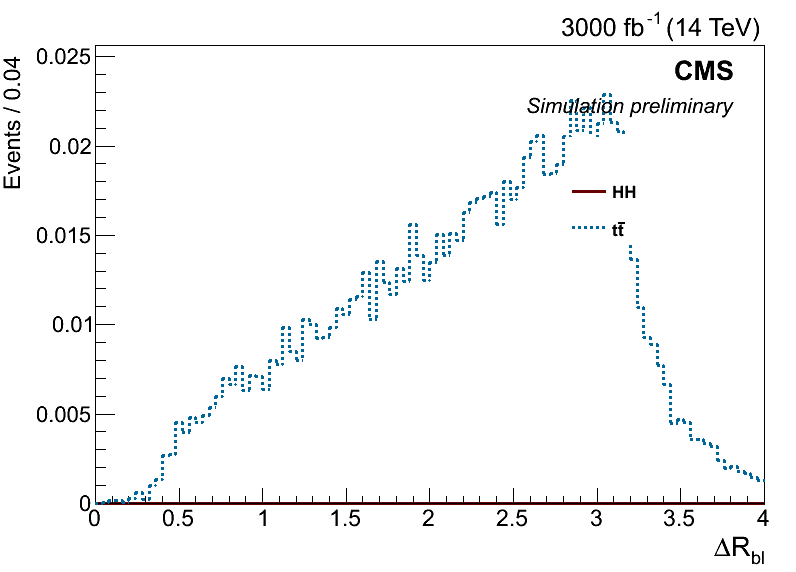 3000 fb⁻¹ (14 TeV)
CMS
Simulation preliminary
Events / 0.04
0.025
0.02
0.015
0.01
0.005
0
HH
tt̄
0 0.5 1 1.5 2 2.5 3 3.5 4
ΔR_bl